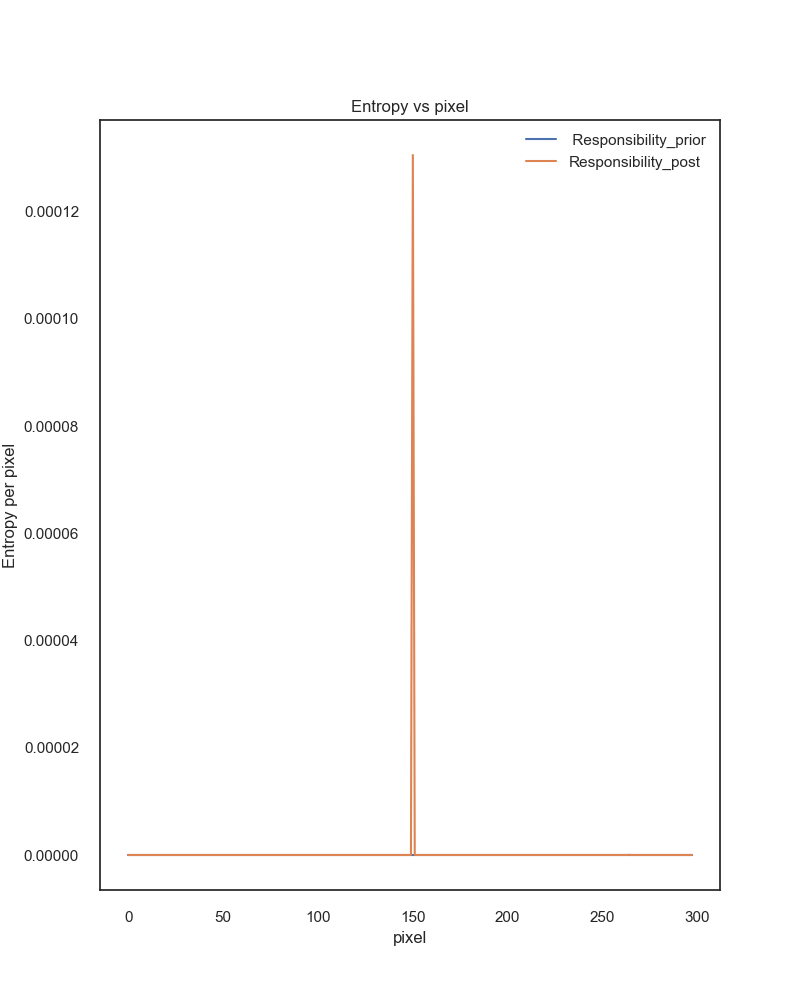 Entropy vs pixel
Responsibility_prior
Responsibility_post
0.00012
0.00010
0.00008
0.00006
0.00004
0.00002
0.00000
Entropy per pixel
0 50 100 150 200 250 300
pixel